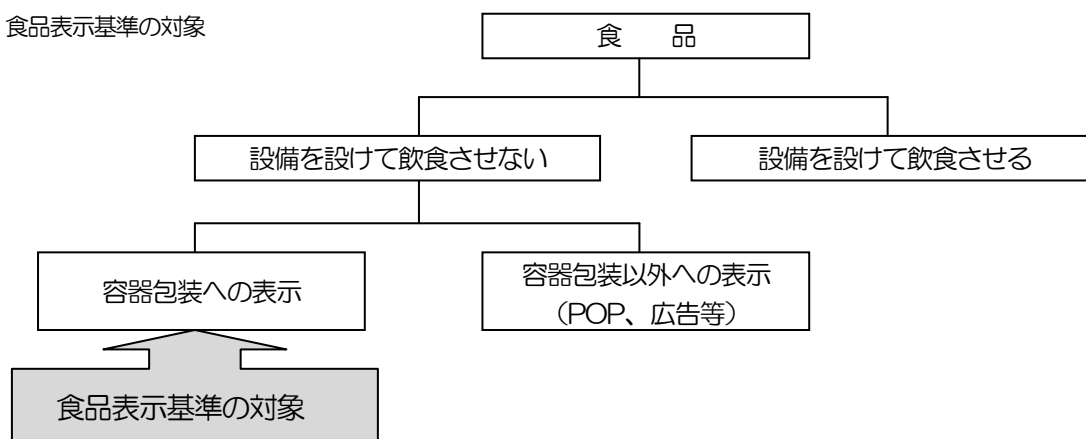 食品表示基準の対象
食　　品
設備を設けて飲食させない
設備を設けて飲食させる
容器包装への表示
容器包装以外への表示
（POP、広告等）
食品表示基準の対象